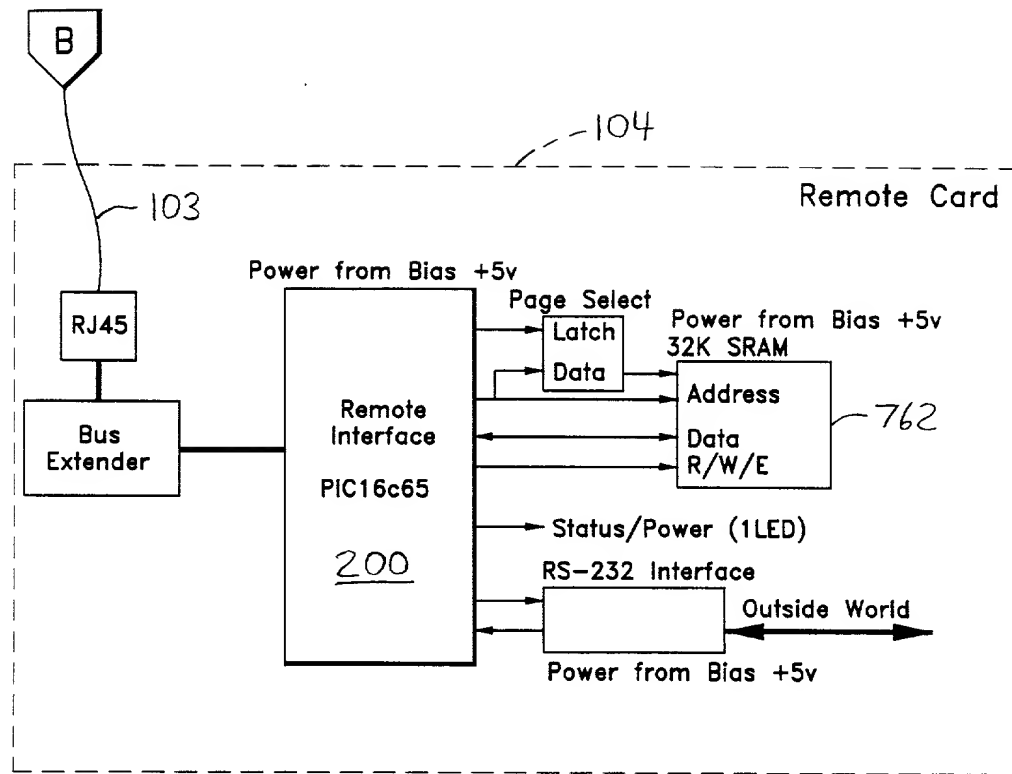 B
104
Remote Card
103
Power from Bias +5v
RJ45
Bus
Extender
Remote
Interface
PIC16c65
200
Page Select
Latch
Data
Power from Bias +5v
32K SRAM
Address
Data
R/W/E
762
Status/Power (1LED)
RS-232 Interface
Outside World
Power from Bias +5v